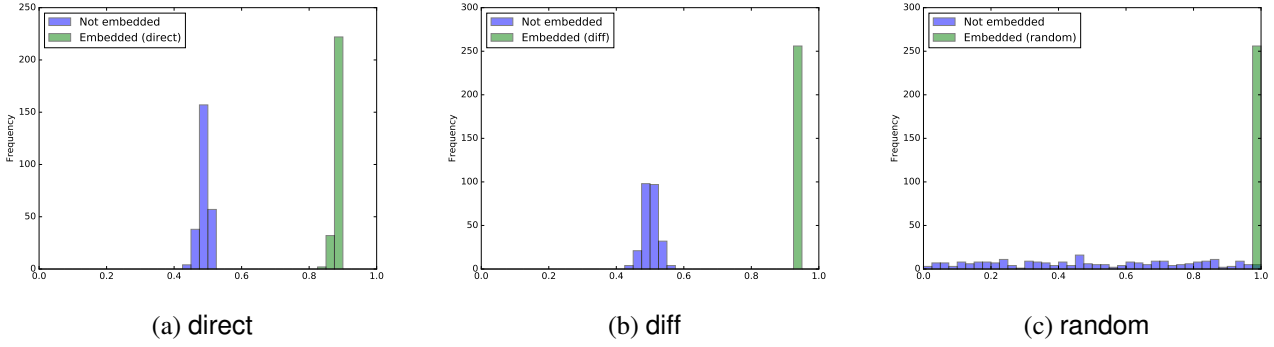 250
200
150
100
50
0
Frequency
Not embedded
Embedded (direct)
0.0 0.2 0.4 0.6 0.8 1.0
(a) direct
300
250
200
150
100
50
0
Frequency
Not embedded
Embedded (diff)
0.0 0.2 0.4 0.6 0.8 1.0
(b) diff
300
250
200
150
100
50
0
Frequency
Not embedded
Embedded (random)
0.0 0.2 0.4 0.6 0.8 1.0
(c) random